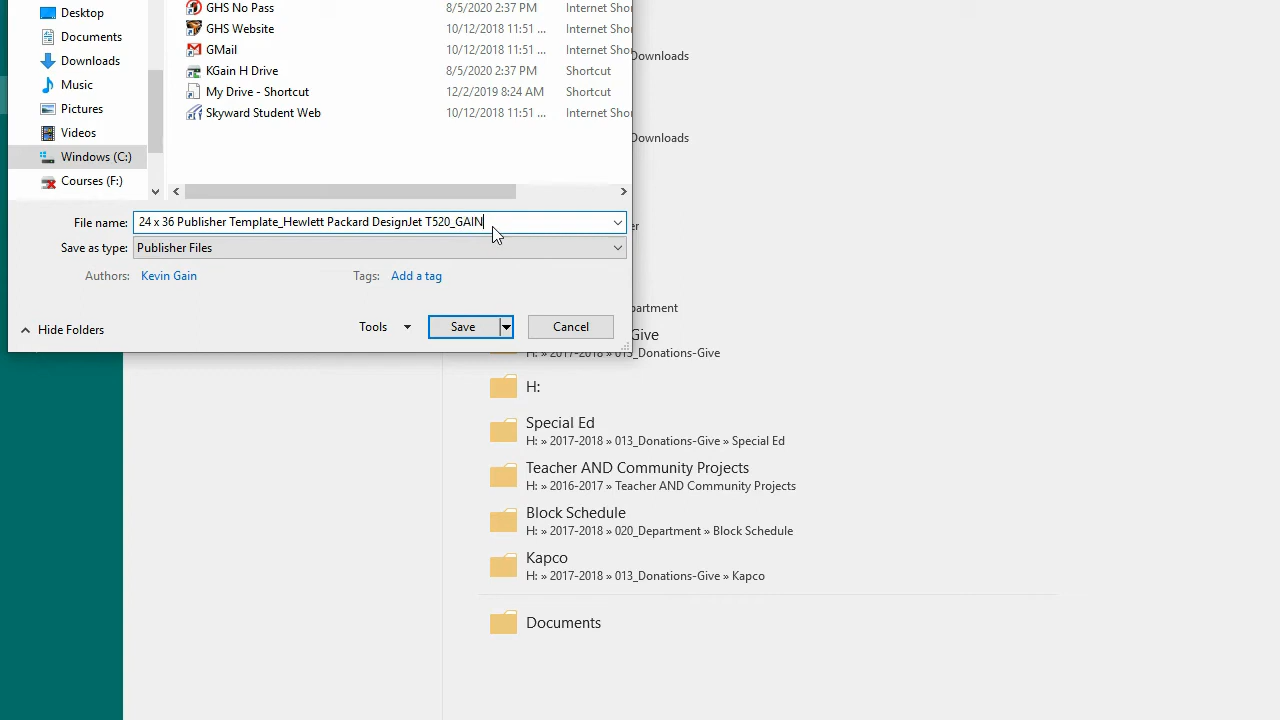 Desktop
Documents
Downloads
Music
Pictures
Videos
Windows (C:)
Courses (F:)
GHS No Pass 8/5/2020 2:37 PM Internet Sho
GHS Website 10/12/2018 11:51 ... Internet Sho
GMail 10/12/2018 11:51 ... Internet Sho
KGain H Drive 8/5/2020 2:37 PM Shortcut
My Drive - Shortcut 12/2/2019 8:24 AM Shortcut
Skyward Student Web 10/12/2018 11:51 ... Internet Sho
File name: 24 x 36 Publisher Template_Hewlett Packard DesignJet T520_GAIN
Save as type: Publisher Files
Authors: Kevin Gain Tags: Add a tag
Hide Folders Tools Save Cancel
Downloads
Downloads
er
partment
Give
H: » 2017-2018 » 013_Donations-Give
H:
Special Ed
H: » 2017-2018 » 013_Donations-Give » Special Ed
Teacher AND Community Projects
H: » 2016-2017 » Teacher AND Community Projects
Block Schedule
H: » 2017-2018 » 020_Department » Block Schedule
Kapco
H: » 2017-2018 » 013_Donations-Give » Kapco
Documents